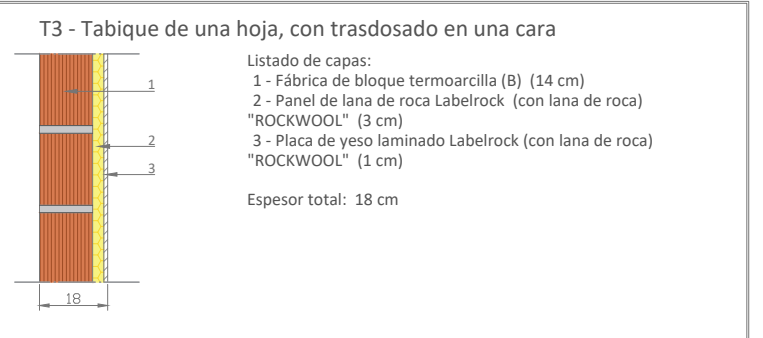 T3 - Tabique de una hoja, con trasdosado en una cara
Listado de capas:
1 - Fábrica de bloque termoarcilla (B) (14 cm)
2 - Panel de lana de roca Labelrock (con lana de roca)
"ROCKWOOL" (3 cm)
3 - Placa de yeso laminado Labelrock (con lana de roca)
"ROCKWOOL" (1 cm)
Espesor total: 18 cm
1
2
3
18